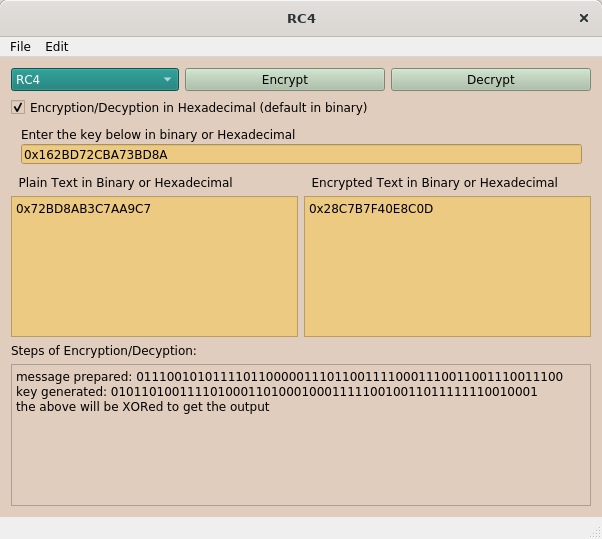 RC4
File Edit
RC4 Encrypt Decrypt
Encryption/Decyption in Hexadecimal (default in binary)
Enter the key below in binary or Hexadecimal
0x162BD72CBA73BD8A
Plain Text in Binary or Hexadecimal Encrypted Text in Binary or Hexadecimal
0x72BD8AB3C7AA9C7 0x28C7B7F40E8C0D
Steps of Encryption/Decyption:
message prepared: 01110010101111011000001110110011110001110011001110011100
key generated: 01011010011110100011010001000111110010011011111110010001
the above will be XORed to get the output